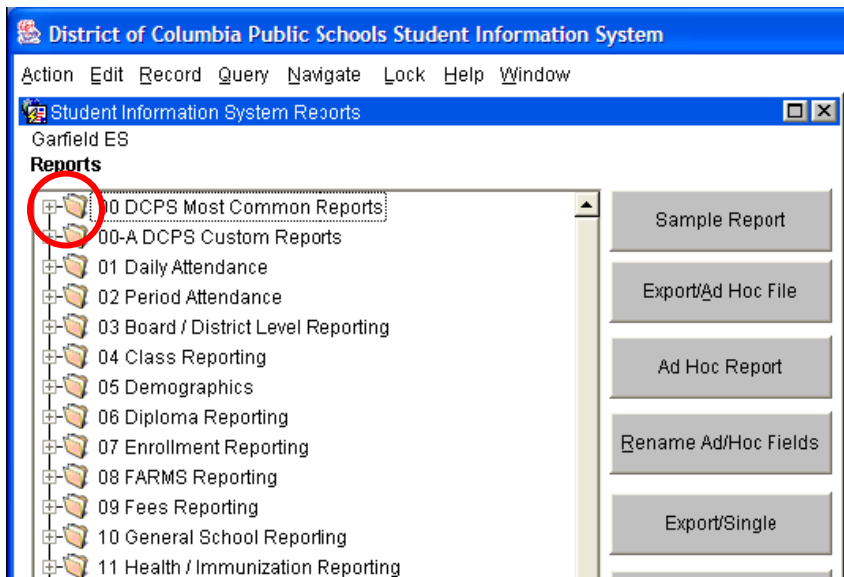 District of Columbia Public Schools Student Information System
Action Edit Record Query Navigate Lock Help Window
Student Information System Reports
Garfield ES
Reports
00 DCPS Most Common Reports
00-A DCPS Custom Reports
01 Daily Attendance
02 Period Attendance
03 Board / District Level Reporting
04 Class Reporting
05 Demographics
06 Diploma Reporting
07 Enrollment Reporting
08 FARMS Reporting
09 Fees Reporting
10 General School Reporting
11 Health / Immunization Reporting
Sample Report
Export/Ad Hoc File
Ad Hoc Report
Rename Ad/Hoc Fields
Export/Single